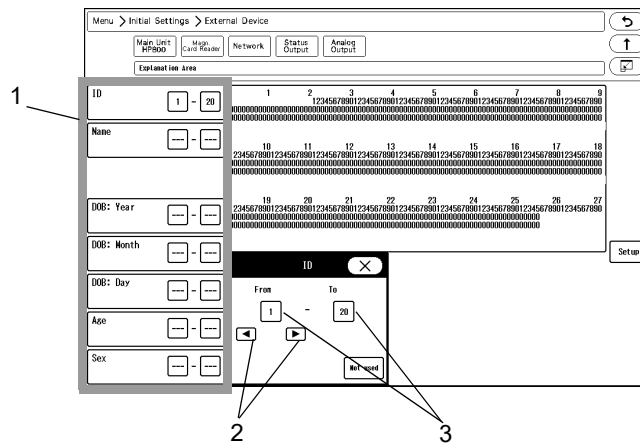 Menu > Initial Settings > External Device
Main Unit HP800
Magn. Card Reader
Network
Status Output
Analog Output
Explanation Area
1
ID 1 - 20
Name --- - ---
DOB: Year --- - ---
DOB: Month --- - ---
DOB: Day --- - ---
Age --- - ---
Sex --- - ---
1 2 3 4 5 6 7 8 9
10 11 12 13 14 15 16 17 18
19 20 21 22 23 24 25 26 27
Setup
ID
From To
1 - 20
Not used
2 3